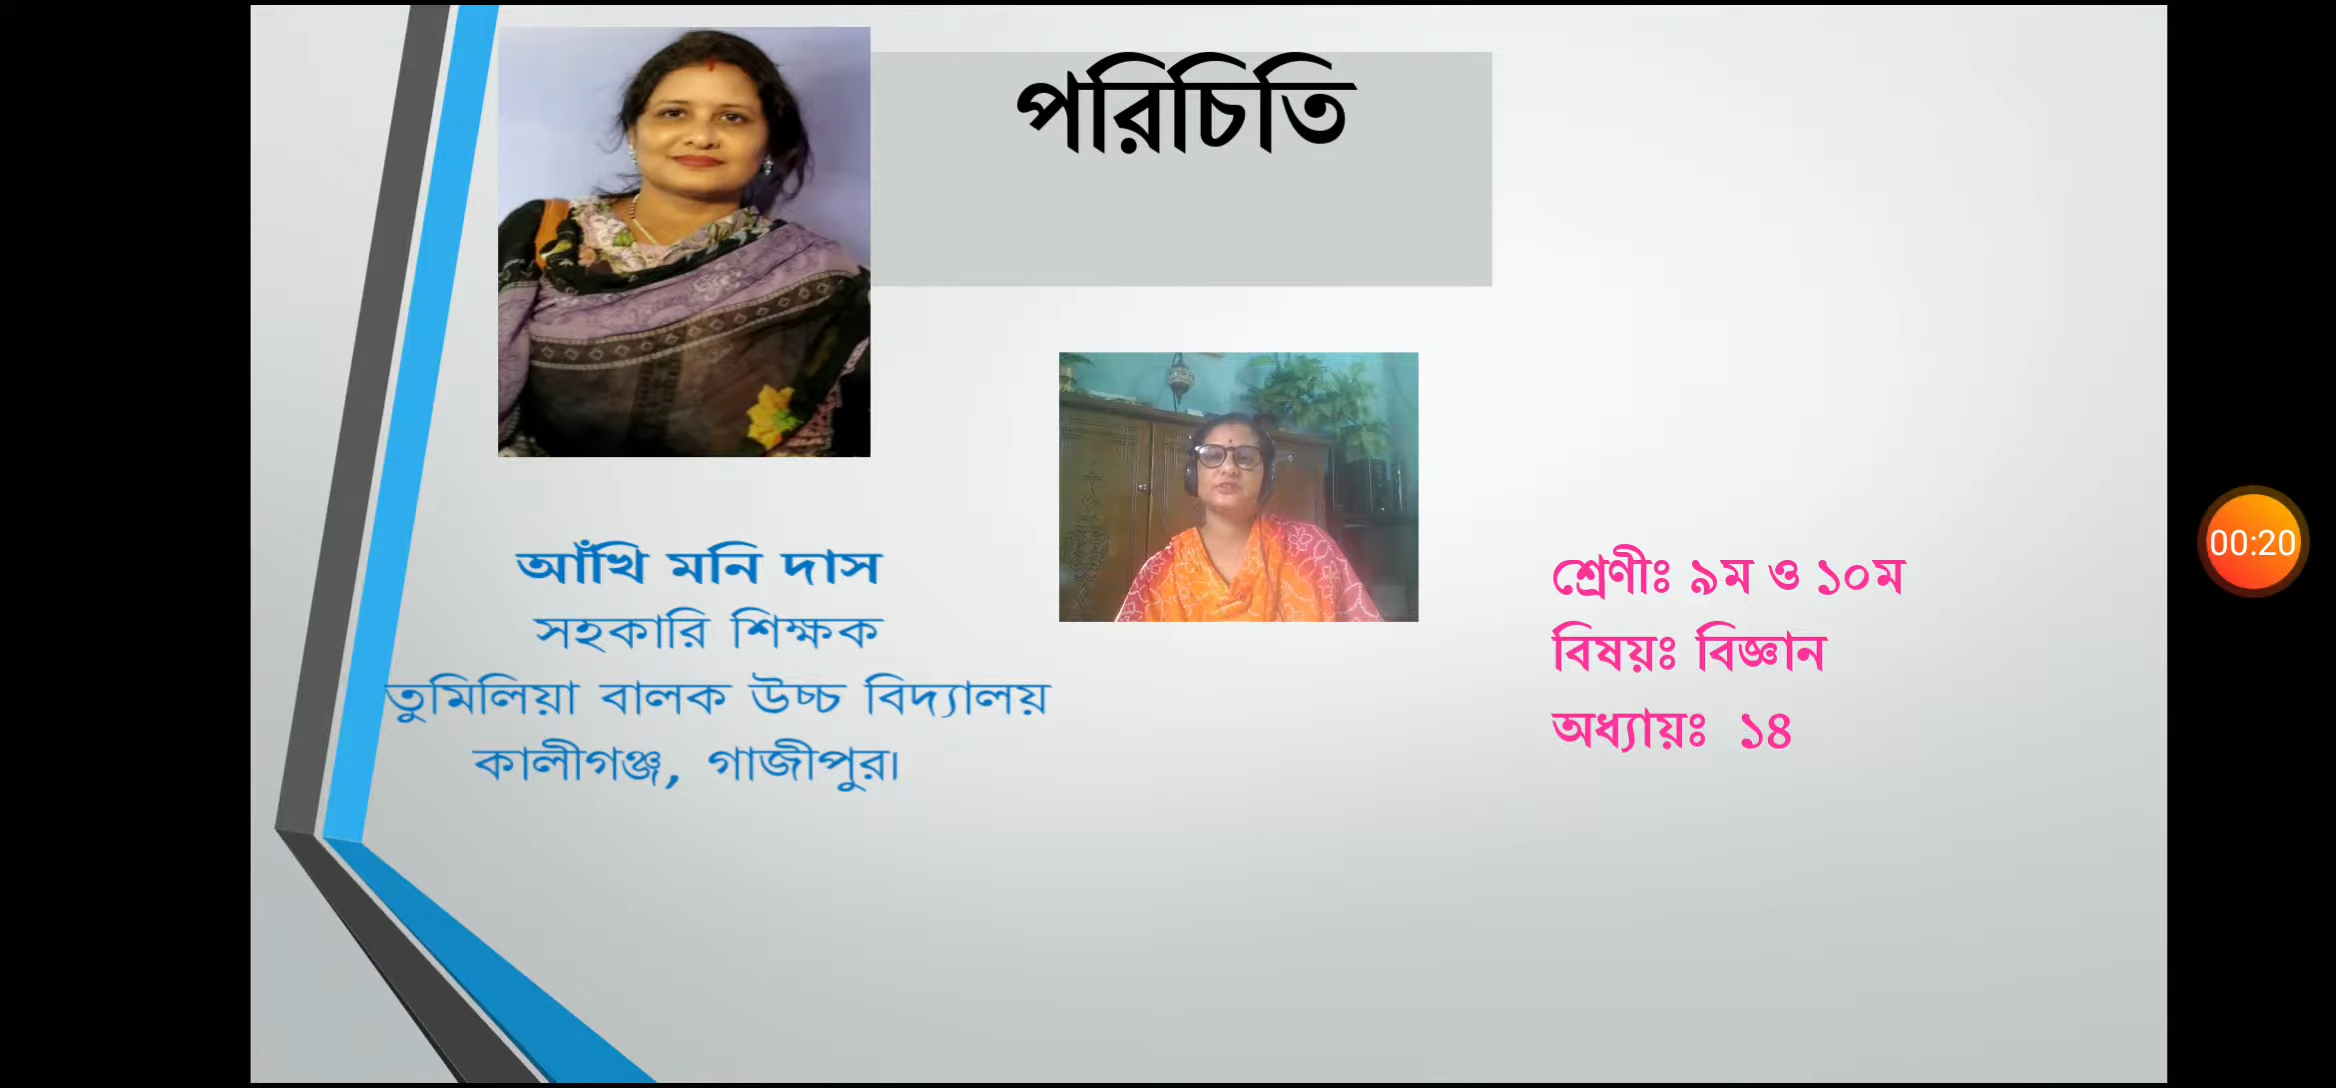 পরিচিতি
আঁখি মনি দাস
সহকারি শিক্ষক
তুমিলিয়া বালক উচ্চ বিদ্যালয়
কালীগঞ্জ, গাজীপুর।
শ্রেণীঃ ৯ম ও ১০ম
বিষয়ঃ বিজ্ঞান
অধ্যায়ঃ ১৪
00:20